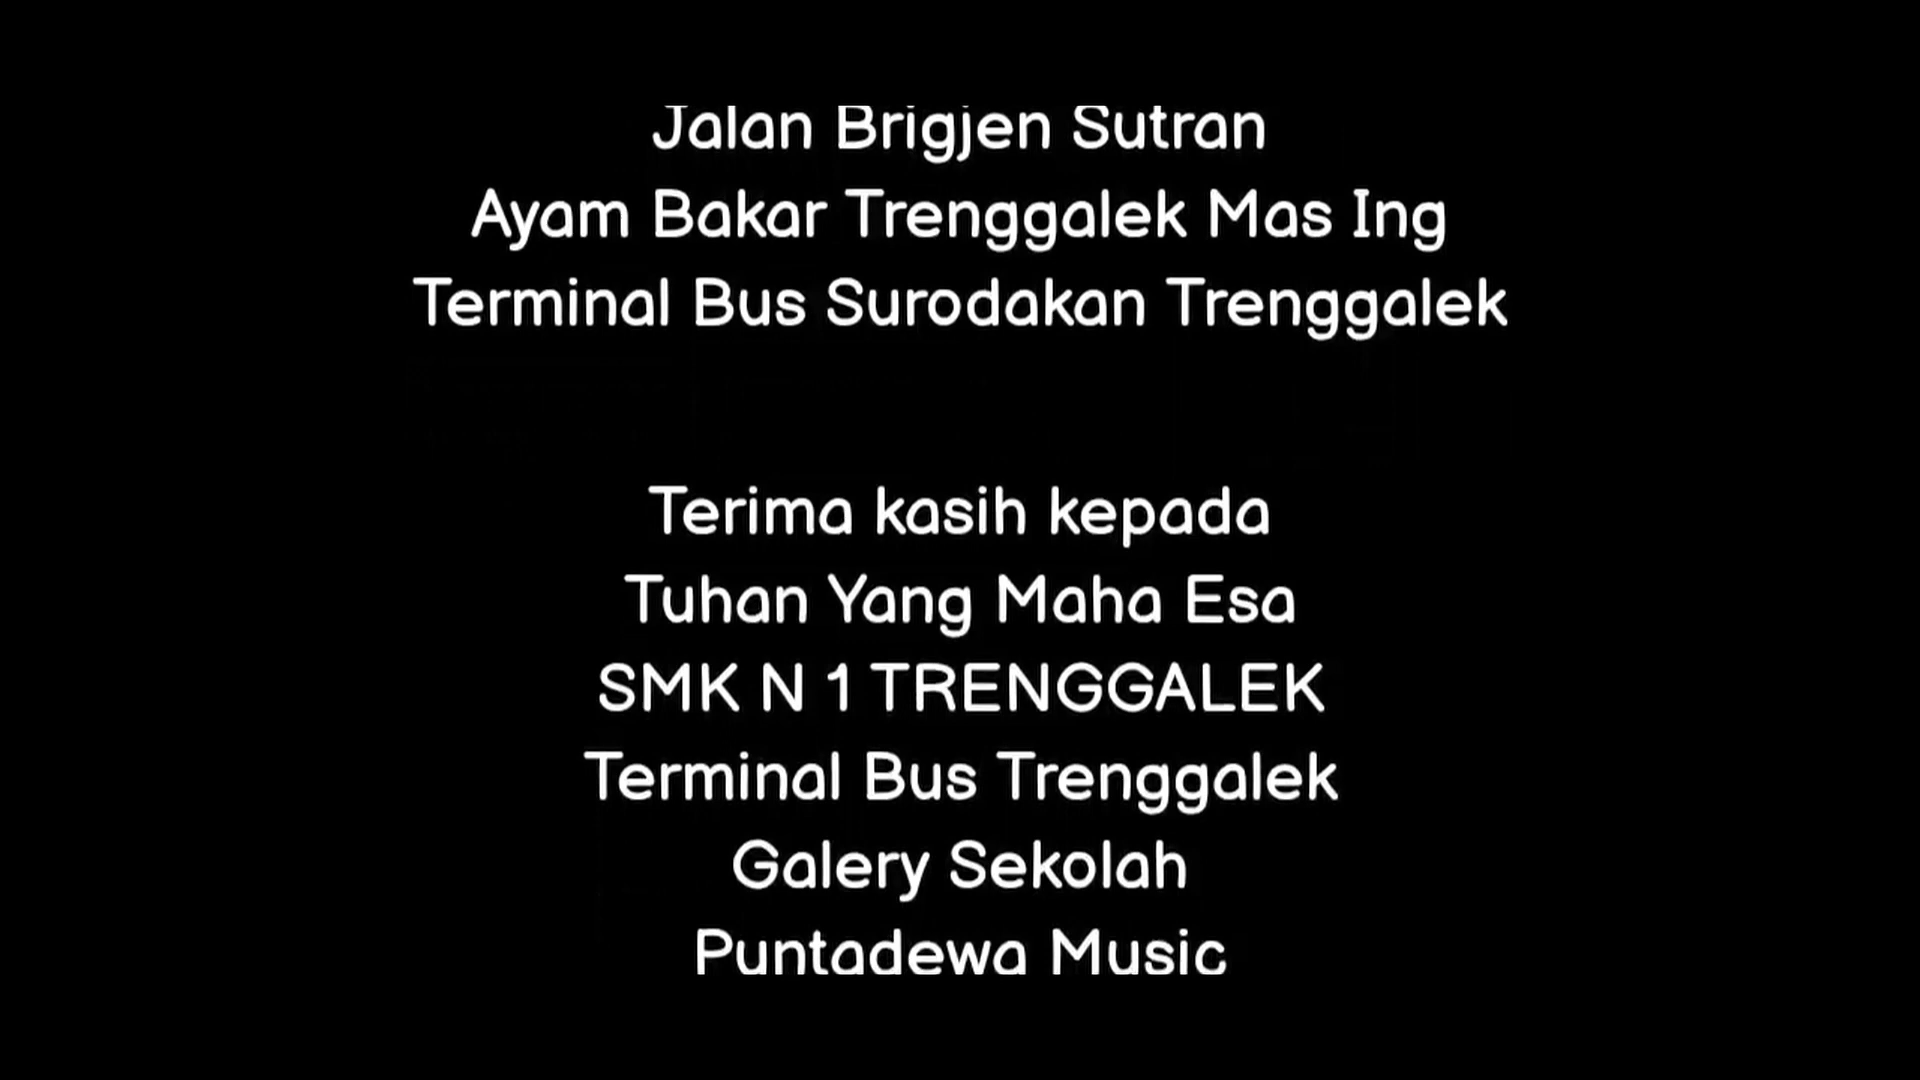 Jalan Brigjen Sutran
Ayam Bakar Trenggalek Mas Ing
Terminal Bus Surodakan Trenggalek
Terima kasih kepada
Tuhan Yang Maha Esa
SMK N 1 TRENGGALEK
Terminal Bus Trenggalek
Galery Sekolah
Puntadewa Music